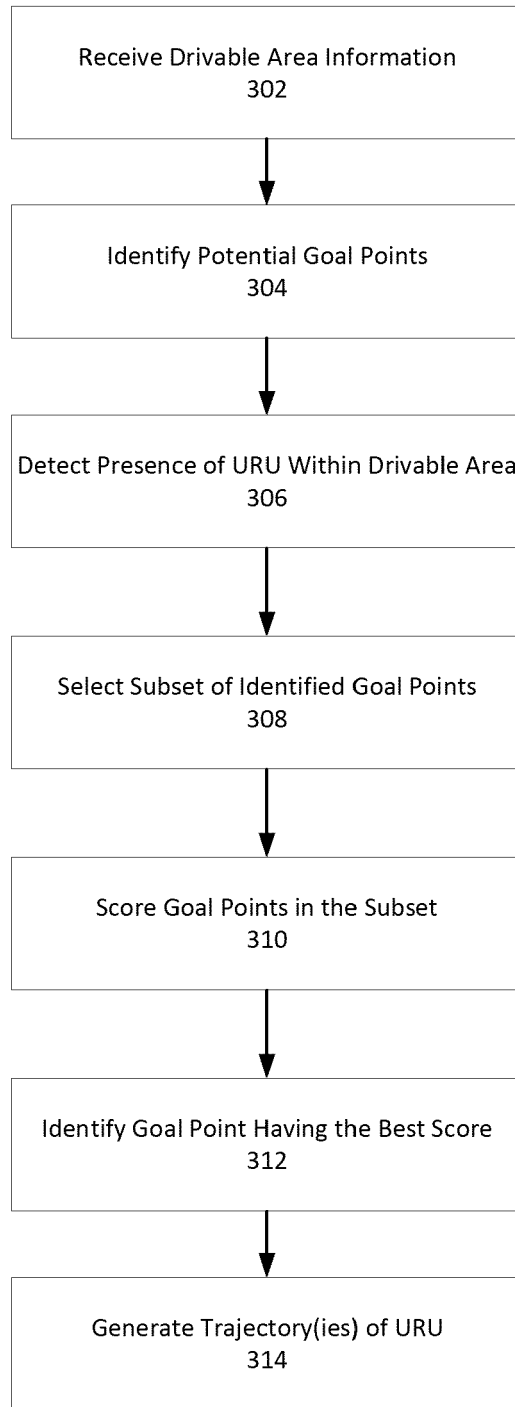 Receive Drivable Area Information
302
Identify Potential Goal Points
304
Detect Presence of URU Within Drivable Area
306
Select Subset of Identified Goal Points
308
Score Goal Points in the Subset
310
Identify Goal Point Having the Best Score
312
Generate Trajectory(ies) of URU
314